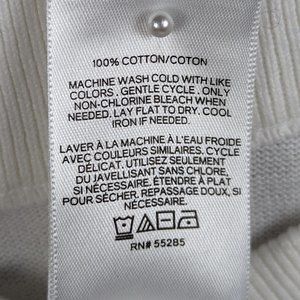 100% COTTON/COTON
MACHINE WASH COLD WITH LIKE
COLORS . GENTLE CYCLE . ONLY
NON-CHLORINE BLEACH WHEN
NEEDED. LAY FLAT TO DRY. COOL
IRON IF NEEDED.
LAVER À LA MACHINE À L'EAU FROIDE
AVEC COULEURS SIMILAIRES. CYCLE
DÉLICAT. UTILISEZ SEULEMENT
DU JAVELLISANT SANS CHLORE,
SI NÉCESSAIRE. ÉTENDRE À PLAT
POUR SÉCHER. REPASSAGE DOUX, SI
NÉCESSAIRE.
RN# 55285